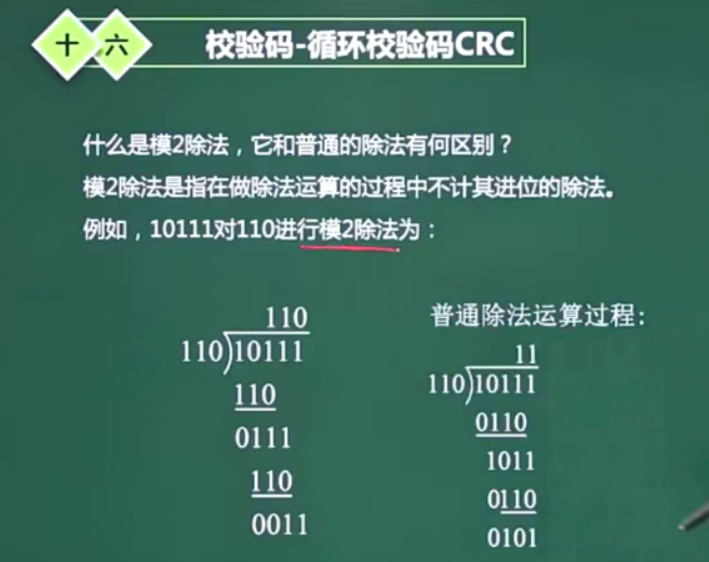 十六 校验码-循环校验码CRC
什么是模2除法，它和普通的除法有何区别？
模2除法是指在做除法运算的过程中不计其进位的除法。
例如，10111对110进行模2除法为：
110
110)10111
110
0111
110
0011
普通除法运算过程:
11
110)10111
0110
1011
0110
0101